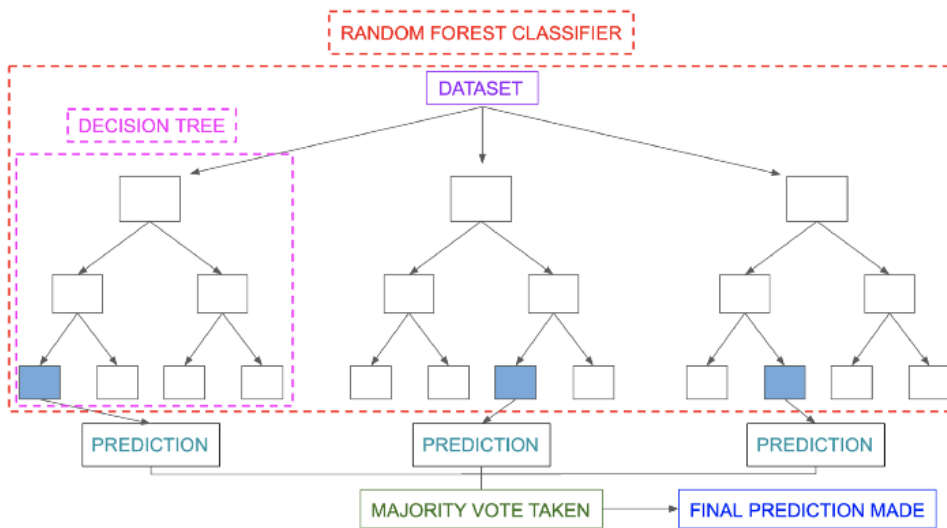 RANDOM FOREST CLASSIFIER
DATASET
DECISION TREE
PREDICTION
PREDICTION
PREDICTION
MAJORITY VOTE TAKEN
FINAL PREDICTION MADE